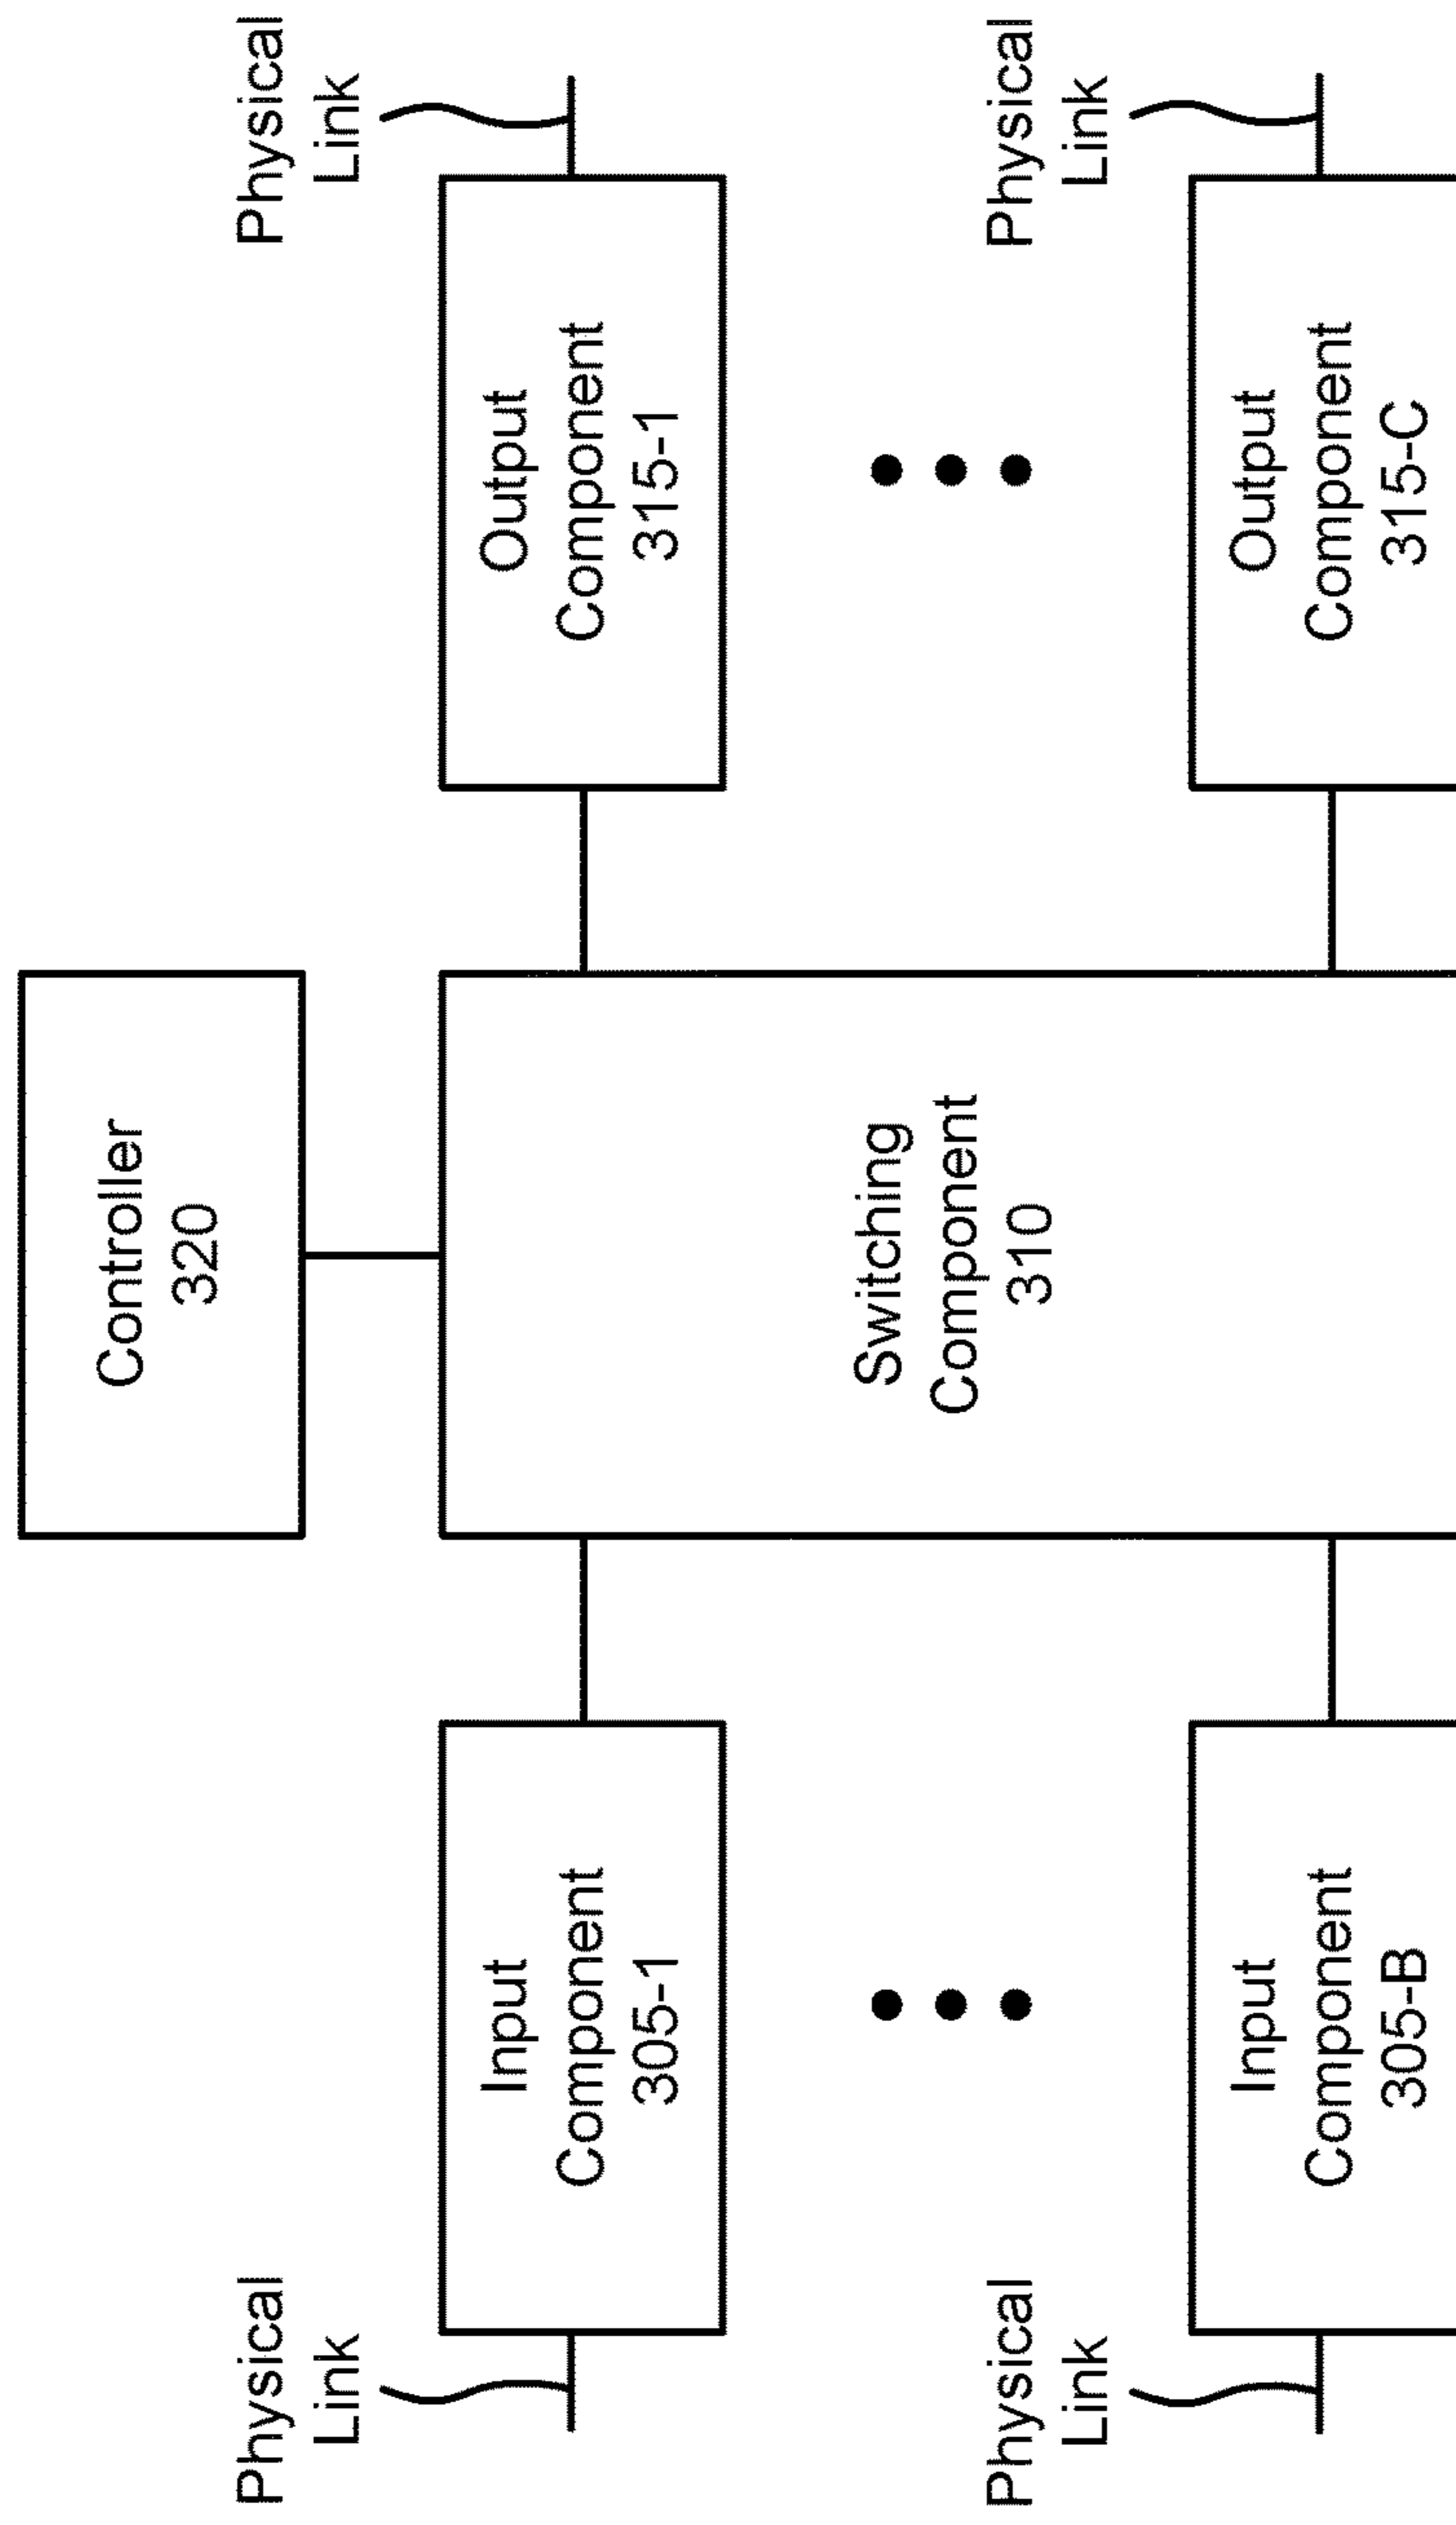 Controller
320
Physical
Link
Physical
Link
Input
Component
305-1
Output
Component
315-1
Switching
Component
310
Physical
Link
Physical
Link
Input
Component
305-B
Output
Component
315-C